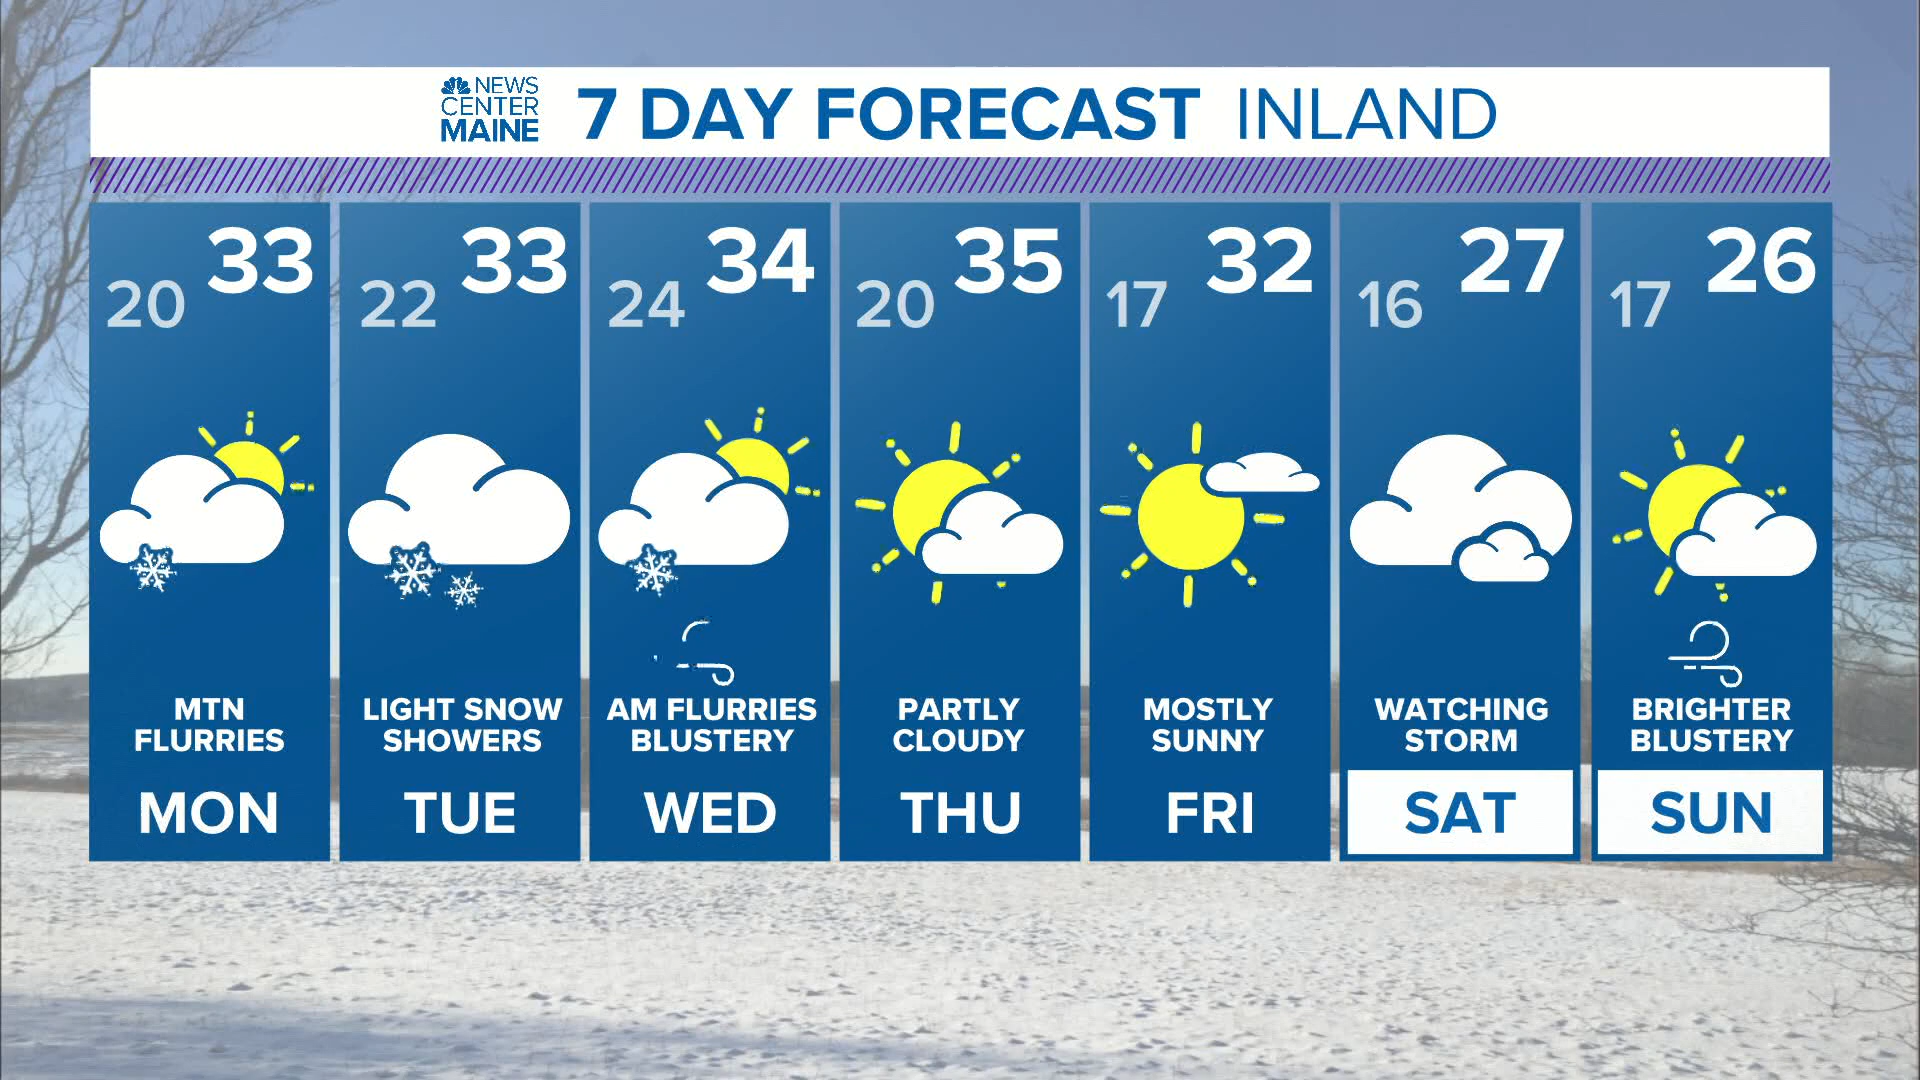 NEWS
CENTER
MAINE
7 DAY FORECAST INLAND
20 33
22 33
24 34
20 35
17 32
16 27
17 26
MTN
FLURRIES
LIGHT SNOW
SHOWERS
AM FLURRIES
BLUSTERY
PARTLY
CLOUDY
MOSTLY
SUNNY
WATCHING
STORM
BRIGHTER
BLUSTERY
MON
TUE
WED
THU
FRI
SAT
SUN